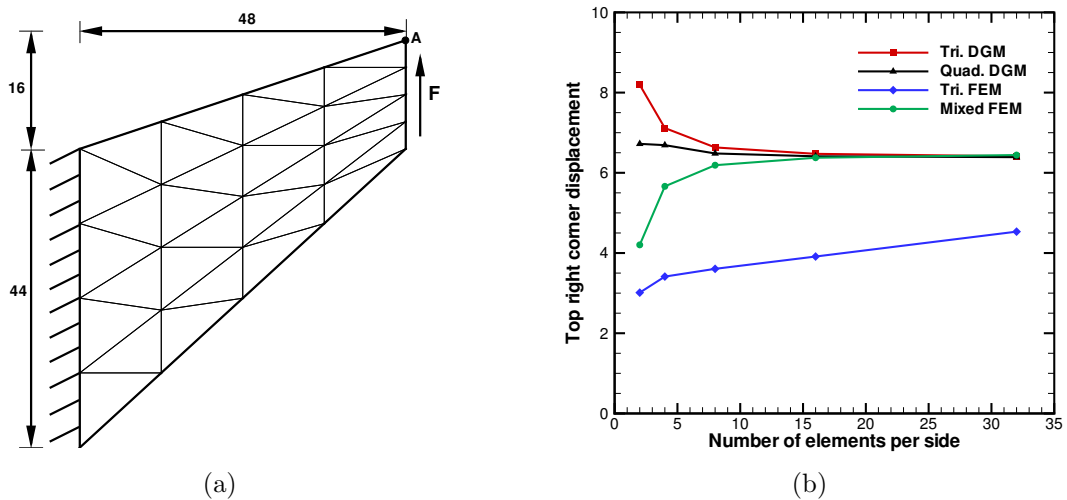 48
A
16
F
44
(a)
10
8
6
4
2
0
0 5 10 15 20 25 30 35
Top right corner displacement
Number of elements per side
Tri. DGM
Quad. DGM
Tri. FEM
Mixed FEM
(b)